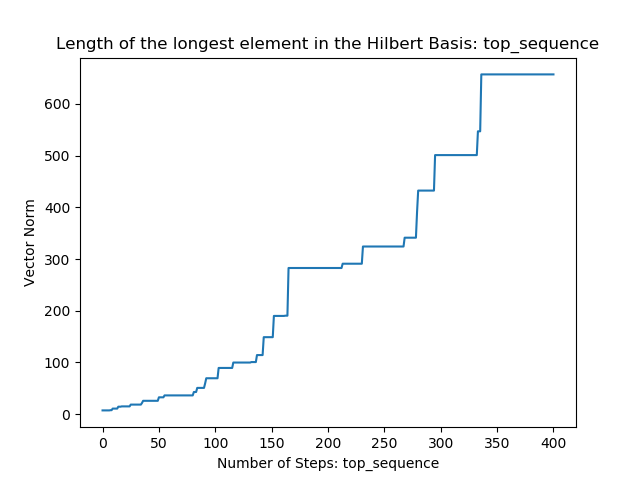 Length of the longest element in the Hilbert Basis: top_sequence
Vector Norm
600
500
400
300
200
100
0
0 50 100 150 200 250 300 350 400
Number of Steps: top_sequence